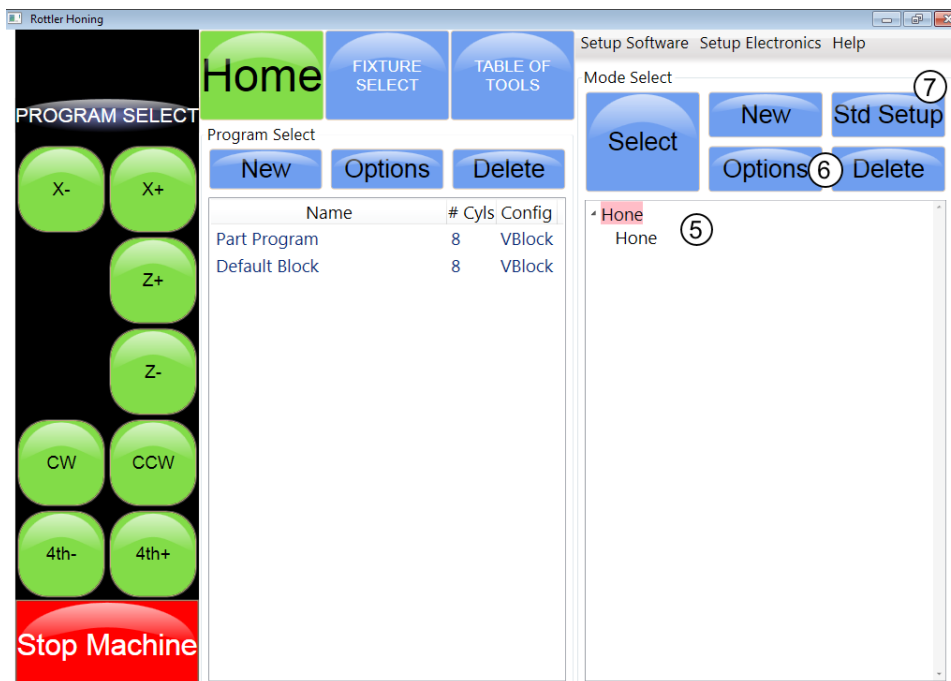 Rottler Honing
PROGRAM SELECT
X-
X+
Z+
Z-
CW
CCW
4th-
4th+
Stop Machine
Home
FIXTURE
SELECT
TABLE OF
TOOLS
Program Select
New
Options
Delete
Name # Cyls Config
Part Program 8 VBlock
Default Block 8 VBlock
Setup Software Setup Electronics Help
Mode Select
7
Select
New
Std Setup
Options
6
Delete
Hone
Hone
5